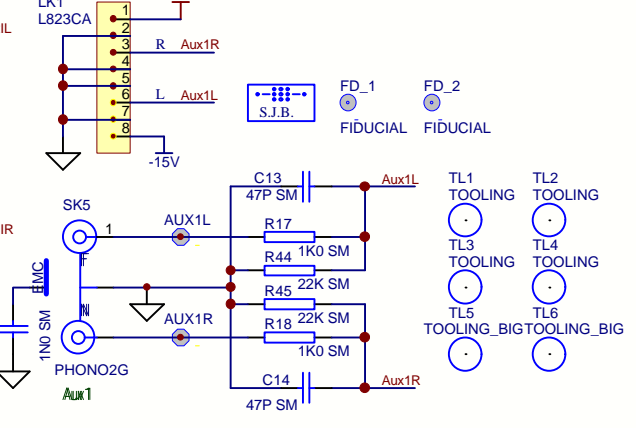 LK1
L823CA
IL
1
2
3
4
5
6
7
8
R Aux1R
L Aux1L
-15V
S.J.B.
FD_1
FIDUCIAL
FD_2
FIDUCIAL
C13
47P SM
Aux1L
TL1
TOOLING
TL2
TOOLING
SK5
1
AUX1L
R17
1K0 SM
IR
R44
22K SM
TL3
TOOLING
TL4
TOOLING
EMC
R45
22K SM
1N0 SM
AUX1R
R18
1K0 SM
TL5
TOOLING_BIG
TL6
TOOLING_BIG
PHONO2G
Aux1
C14
47P SM
Aux1R